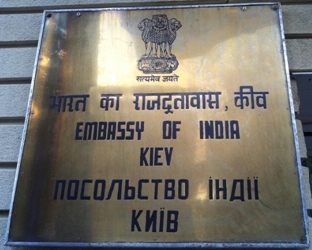 सत्यमेव जयते
भारत का राजदूतावास, कीव
EMBASSY OF INDIA
KIEV
ПОСОЛЬСТВО ІНДІЇ
КИЇВ